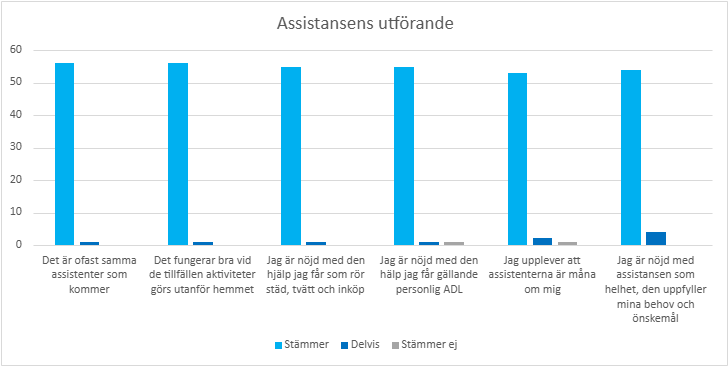 Assistansens utförande
60
50
40
30
20
10
0
Det är ofast samma
assistenter som
kommer
Det fungerar bra vid
de tillfällen aktiviteter
görs utanför hemmet
Jag är nöjd med den
hjälp jag får som rör
städ, tvätt och inköp
Jag är nöjd med den
hälp jag får gällande
personlig ADL
Jag upplever att
assistenterna är måna
om mig
Jag är nöjd med
assistansen som
helhet, den uppfyller
mina behov och
önskemål
Stämmer
Delvis
Stämmer ej